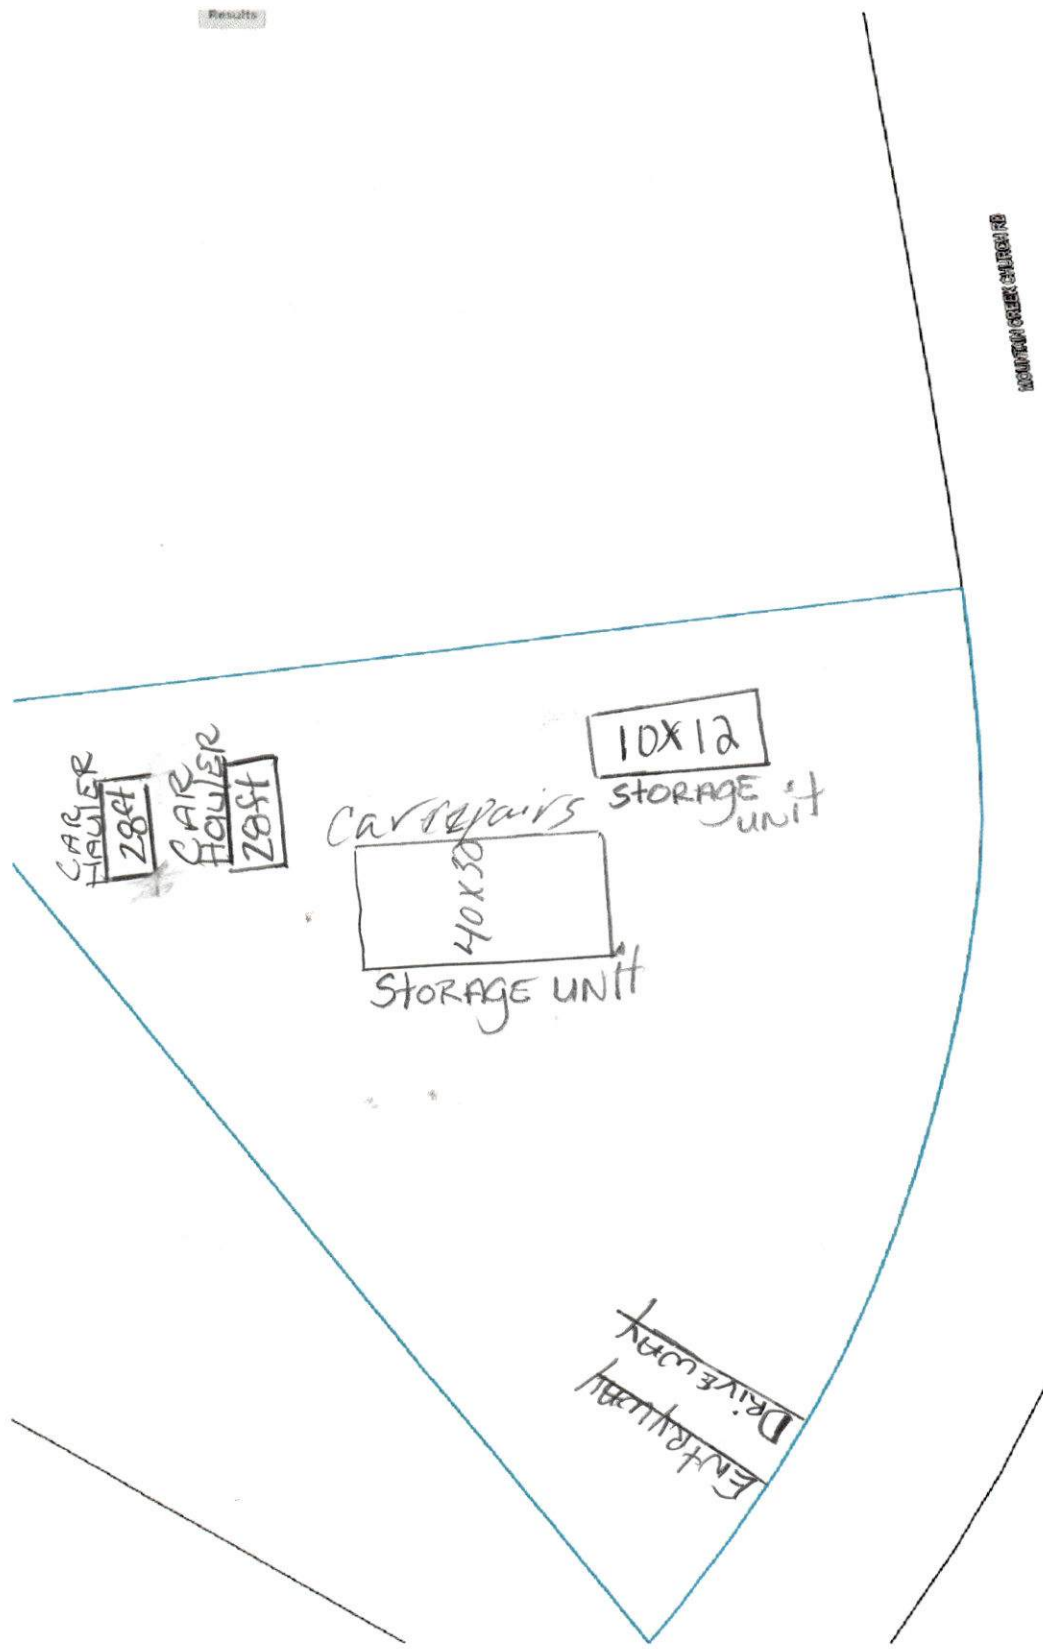 Results
MOUNTAIN CREEK CHURCH RD
10X12
STORAGE
UNIT
CAR
HAULER
28ft
CAR
HAULER
28ft
Car repairs
40X30
STORAGE UNIT
DRIVEWAY
ENTRYWAY